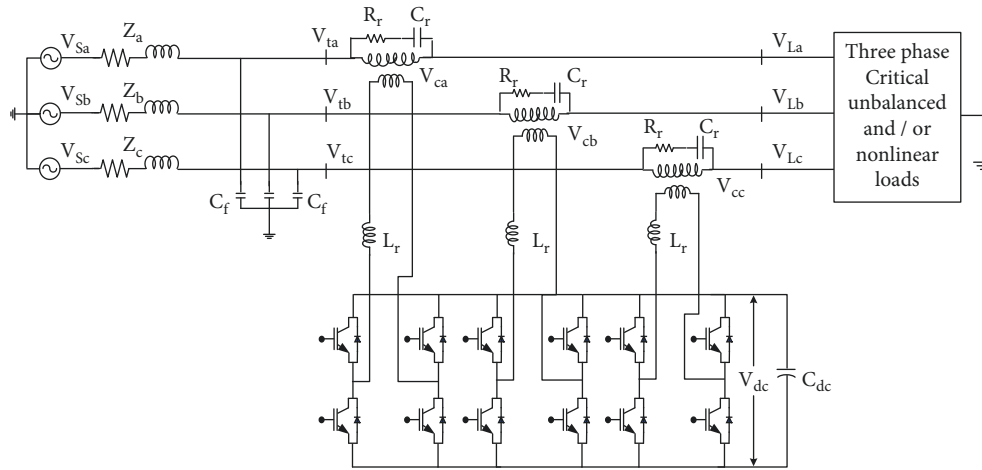 R_r C_r
V_Sa Z_a V_ta V_ca V_La
R_r C_r
V_Sb Z_b V_tb V_cb V_Lb
R_r C_r
V_Sc Z_c V_tc V_cc V_Lc
Three phase
Critical
unbalanced
and / or
nonlinear
loads
C_f C_f
L_r L_r L_r
V_dc C_dc